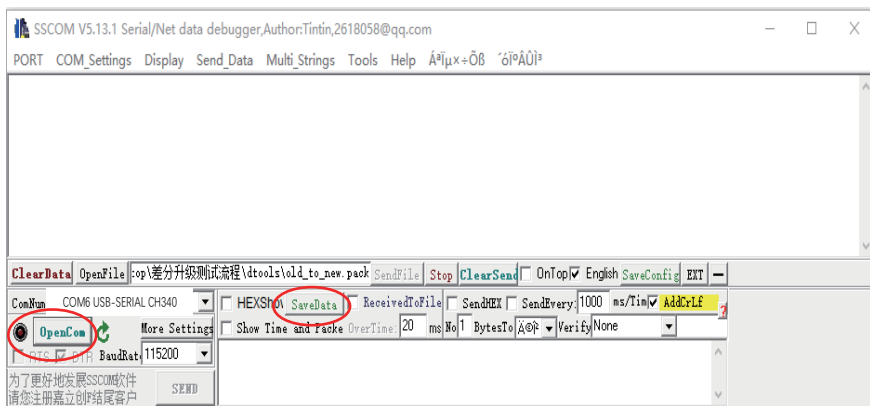 SSCOM V5.13.1 Serial/Net data debugger,Author:Tintin,2618058@qq.com
PORT COM_Settings Display Send_Data Multi_Strings Tools Help ÁªÏµ×÷Õß ´óÏºÂÛÌ³
ClearData OpenFile :op\差分升级测试流程\dtools\old_to_new.pack SendFile Stop ClearSend OnTop English SaveConfig EXT —
ComNum COM6 USB-SERIAL CH340 HEXShow SaveData ReceivedToFile SendHEX SendEvery: 1000 ms/Tim AddCrLf ?
OpenCom More Settings Show Time and Packe OverTime: 20 ms No 1 BytesTo Verify None
RTS DTR BaudRat: 115200
为了更好地发展SSCOM软件
请您注册嘉立创F结尾客户
SEND